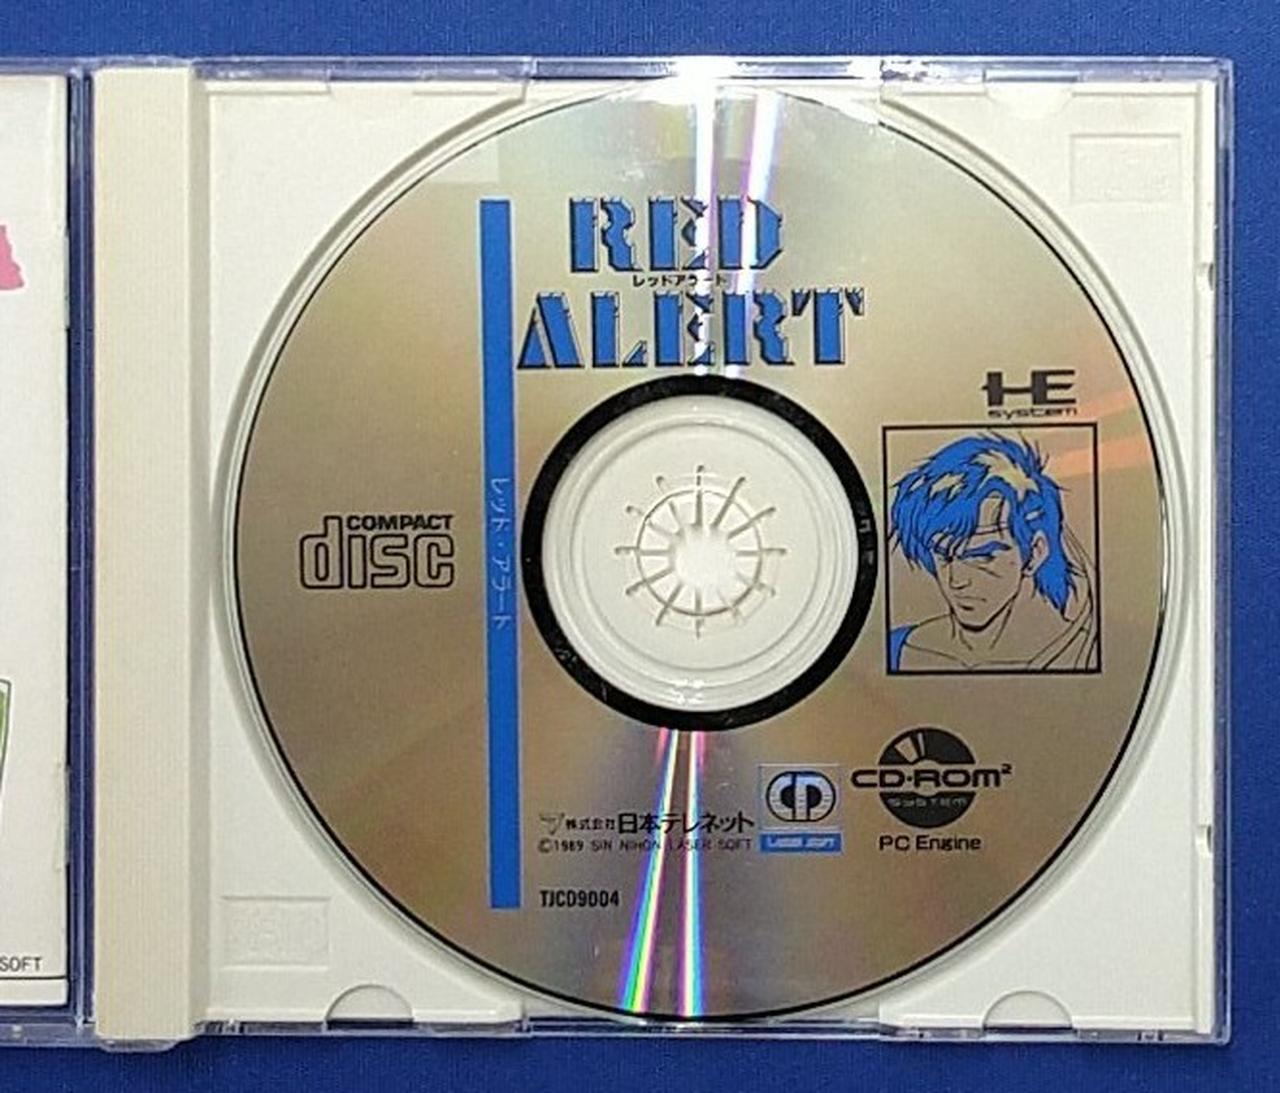 RED
レッドアラート
ALERT
HE
system
COMPACT
disc
レッド・アラート
CD-ROM²
SYSTEM
PC Engine
CD
株式会社日本テレネット
©1989 SIN NIHON LASER SOFT
LASER SOFT
TJCD9004
SOFT